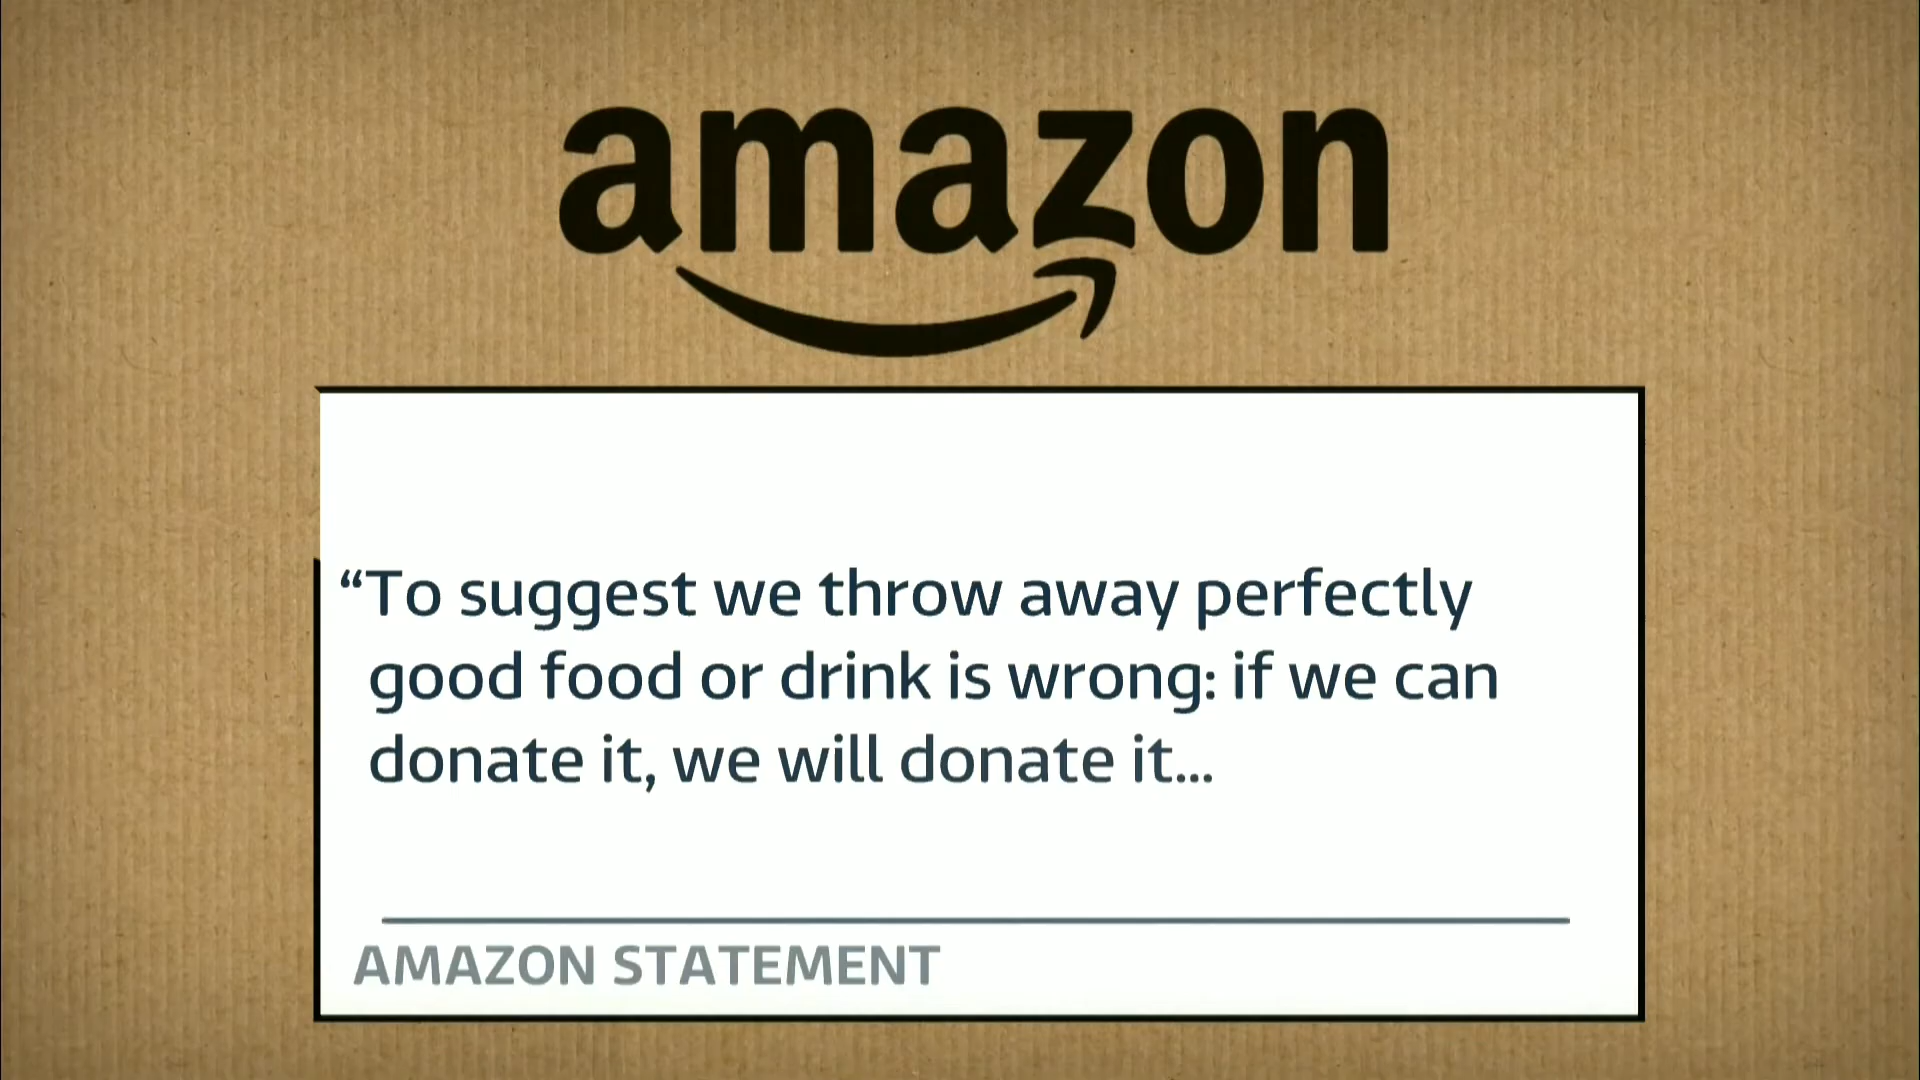 amazon
“To suggest we throw away perfectly
good food or drink is wrong: if we can
donate it, we will donate it...
AMAZON STATEMENT